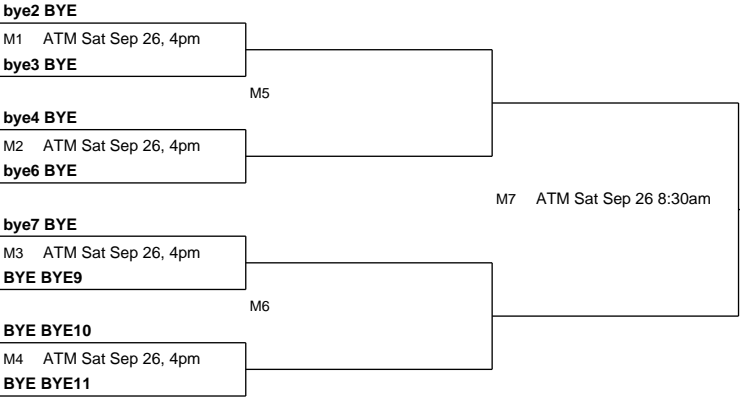 bye2 BYE
M1 ATM Sat Sep 26, 4pm
bye3 BYE
M5
bye4 BYE
M2 ATM Sat Sep 26, 4pm
bye6 BYE
M7 ATM Sat Sep 26 8:30am
bye7 BYE
M3 ATM Sat Sep 26, 4pm
BYE BYE9
M6
BYE BYE10
M4 ATM Sat Sep 26, 4pm
BYE BYE11